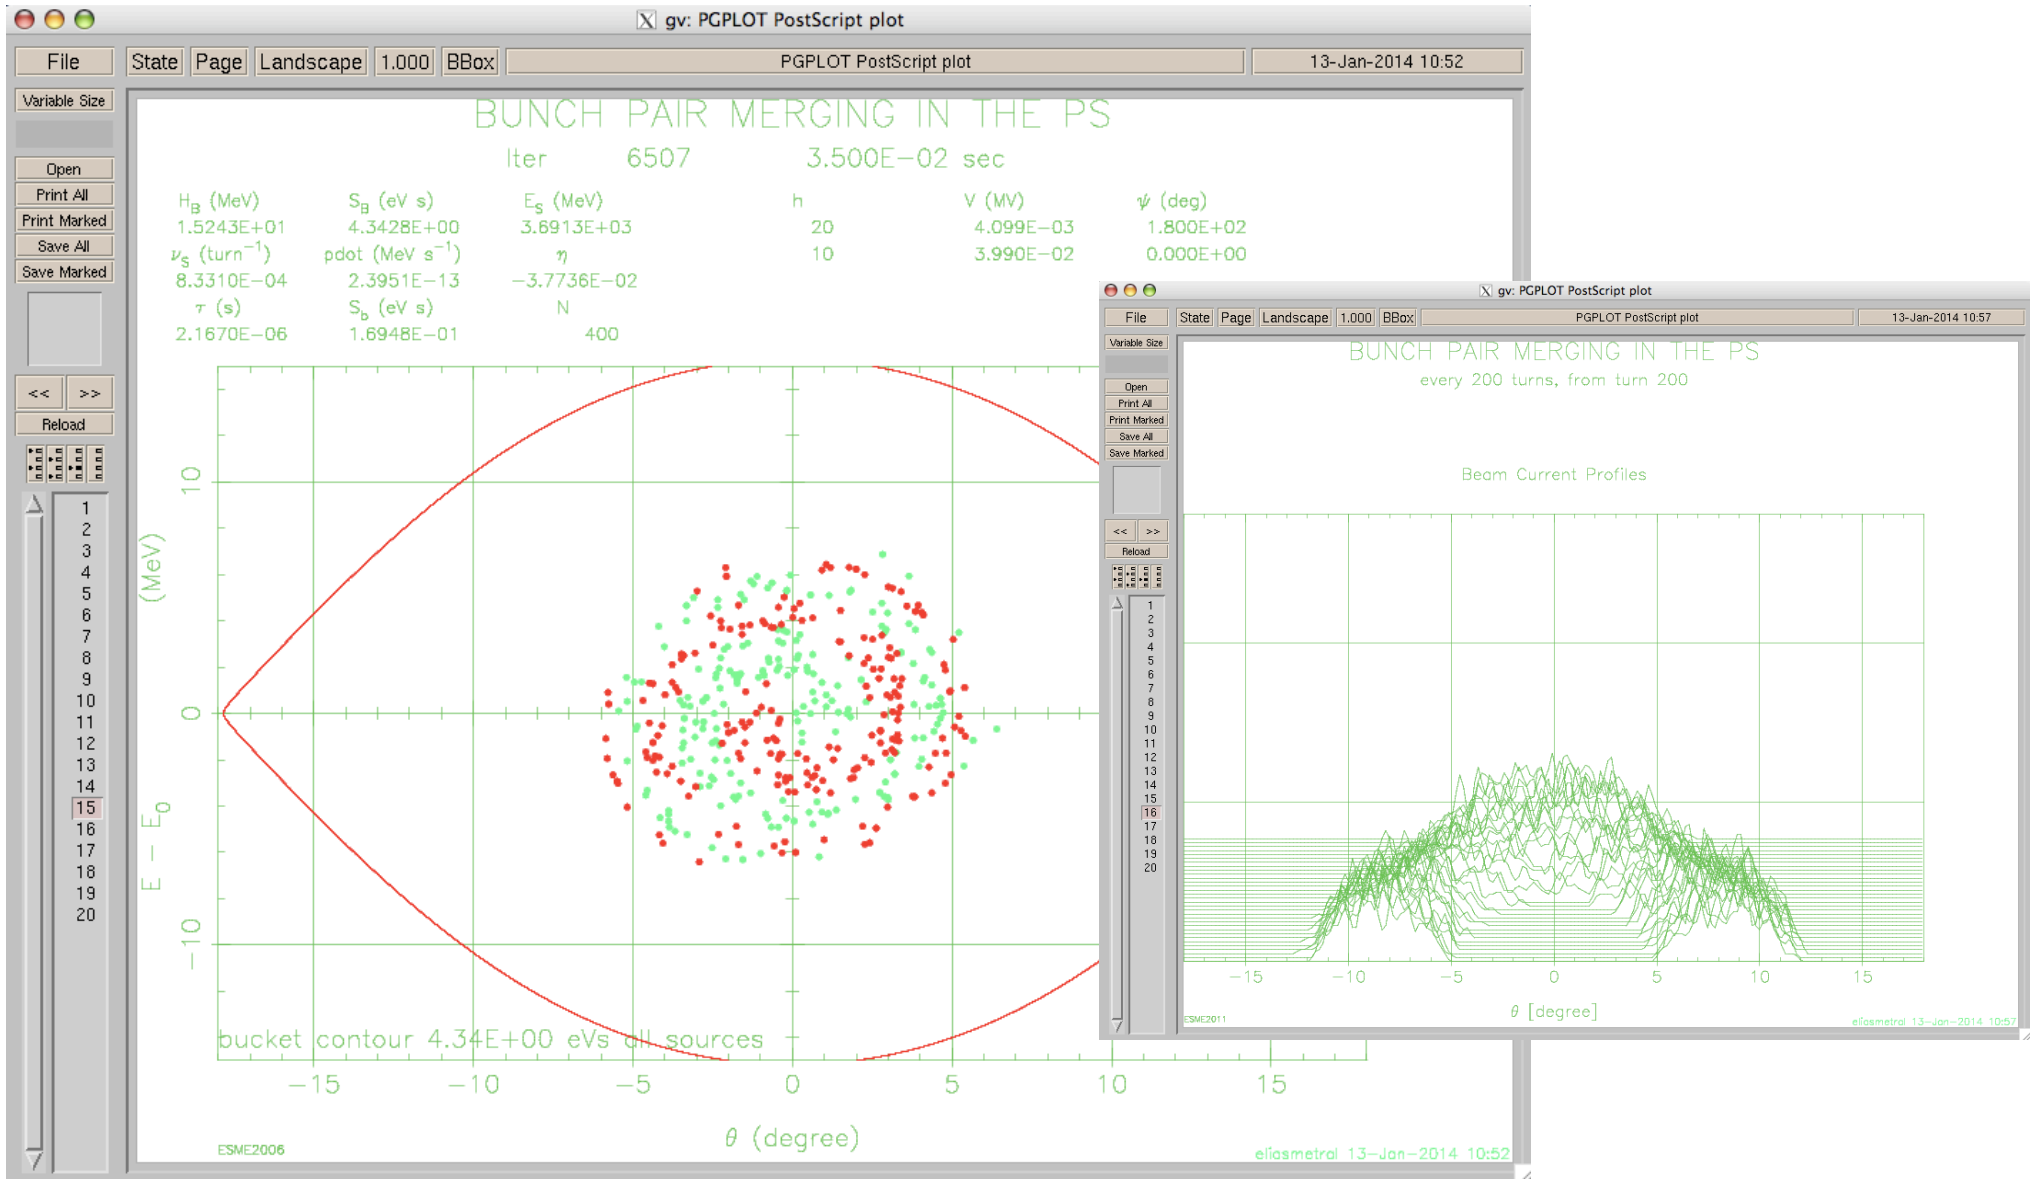 gv: PGPLOT PostScript plot
File State Page Landscape 1.000 BBox PGPLOT PostScript plot 13-Jan-2014 10:52
Variable Size
Open
Print All
Print Marked
Save All
Save Marked
<< >>
Reload
1
2
3
4
5
6
7
8
9
10
11
12
13
14
15
16
17
18
19
20
BUNCH PAIR MERGING IN THE PS
Iter 6507 3.500E-02 sec
H_B (MeV) S_B (eV s) E_S (MeV) h V (MV) ψ (deg)
1.5243E+01 4.3428E+00 3.6913E+03 20 4.099E-03 1.800E+02
ν_S (turn⁻¹) pdot (MeV s⁻¹) η 10 3.990E-02 0.000E+00
8.3310E-04 2.3951E-13 -3.7736E-02
τ (s) S_b (eV s) N
2.1670E-06 1.6948E-01 400
10
0
-10
E - E_0 (MeV)
bucket contour 4.34E+00 eVs all sources
-15 -10 -5 0 5 10 15
θ (degree)
ESME2006
eliasmetral 13-Jan-2014 10:52
gv: PGPLOT PostScript plot
File State Page Landscape 1.000 BBox PGPLOT PostScript plot 13-Jan-2014 10:57
Variable Size
Open
Print All
Print Marked
Save All
Save Marked
<< >>
Reload
1
2
3
4
5
6
7
8
9
10
11
12
13
14
15
16
17
18
19
20
BUNCH PAIR MERGING IN THE PS
every 200 turns, from turn 200
Beam Current Profiles
-15 -10 -5 0 5 10 15
θ [degree]
ESME2011
eliasmetral 13-Jan-2014 10:57